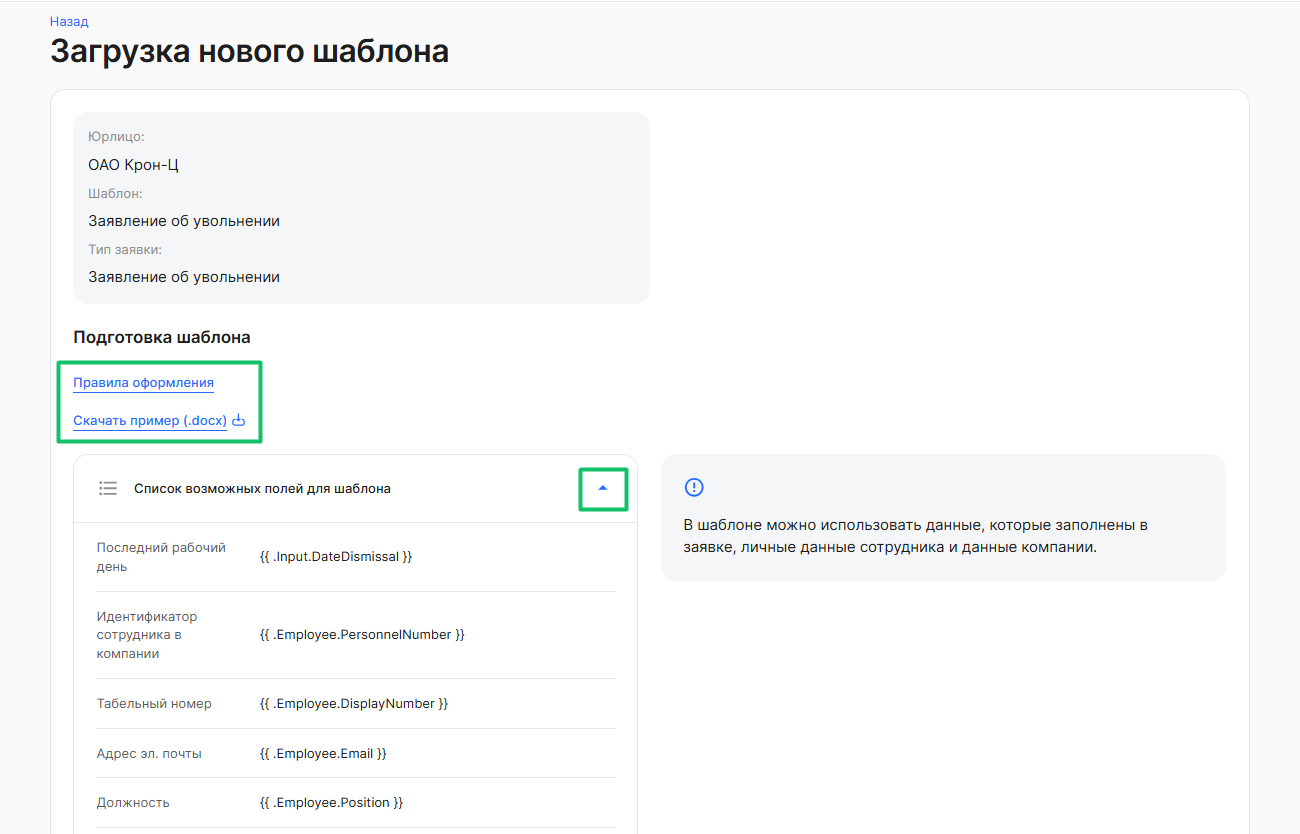 Назад
Загрузка нового шаблона
Юрлицо:
ОАО Крон-Ц
Шаблон:
Заявление об увольнении
Тип заявки:
Заявление об увольнении
Подготовка шаблона
Правила оформления
Скачать пример (.docx)
Список возможных полей для шаблона
В шаблоне можно использовать данные, которые заполнены в
заявке, личные данные сотрудника и данные компании.
Последний рабочий
день
{{ .Input.DateDismissal }}
Идентификатор
сотрудника в
компании
{{ .Employee.PersonnelNumber }}
Табельный номер
{{ .Employee.DisplayNumber }}
Адрес эл. почты
{{ .Employee.Email }}
Должность
{{ .Employee.Position }}